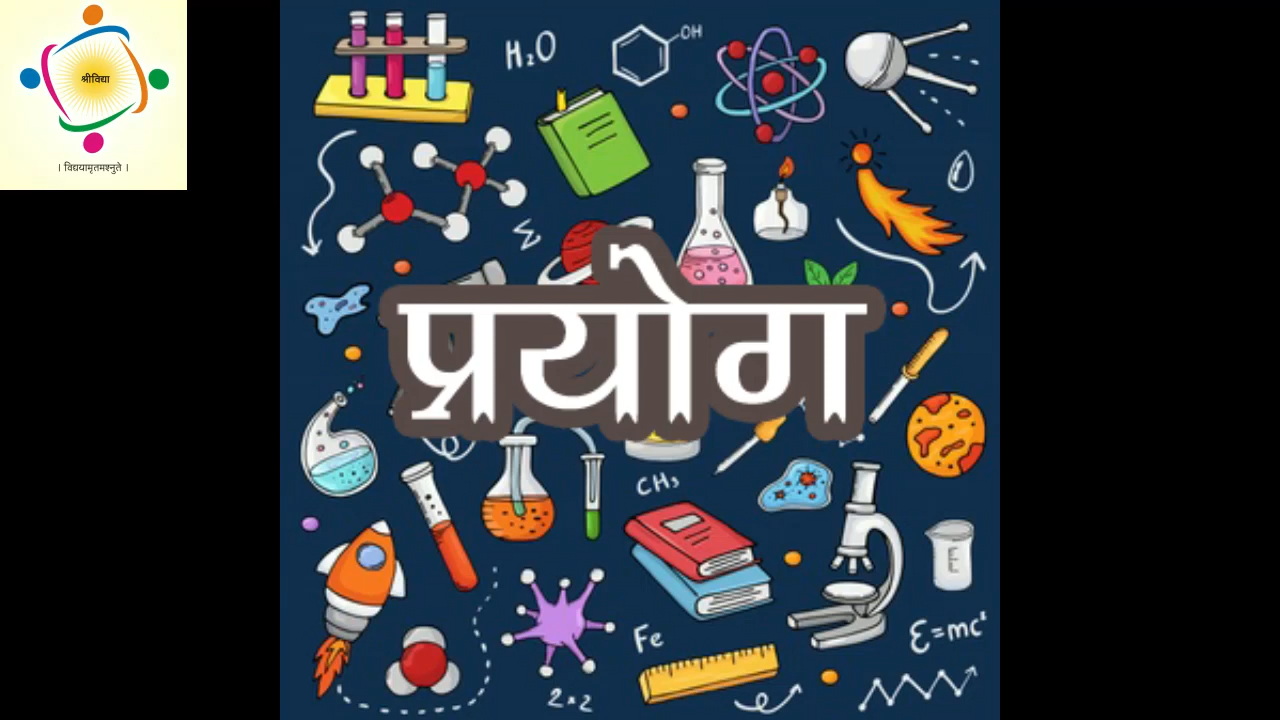 श्रीविद्या
। विद्ययामृतमश्नुते ।
H₂O
OH
Σ
प्रयोग
CH₃
Fe
E=mc²
2×2